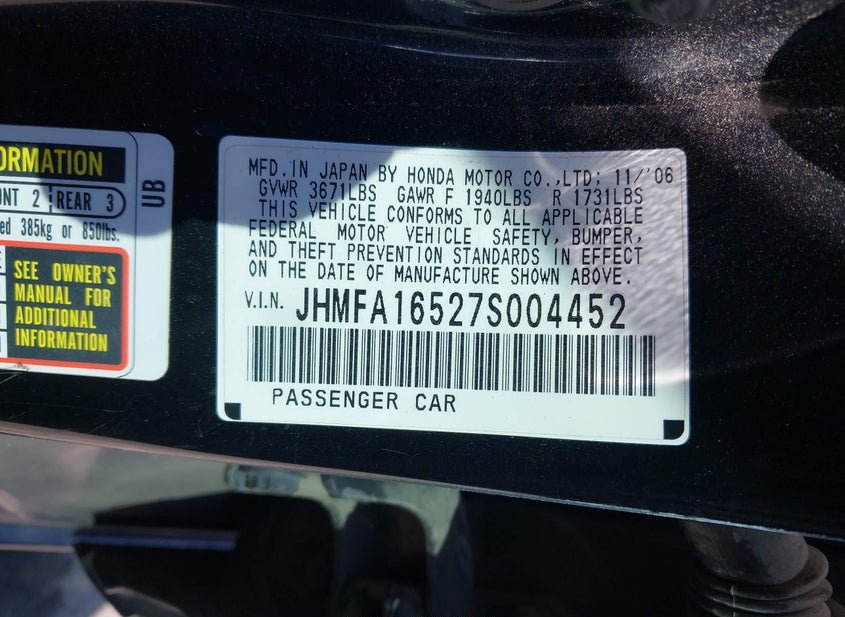 ORMATION
NT 2 REAR 3
ed 385kg or 850lbs.
SEE OWNER'S
MANUAL FOR
ADDITIONAL
INFORMATION
UB
MFD.IN JAPAN BY HONDA MOTOR CO.,LTD; 11/'06
GVWR 3671LBS GAWR F 1940LBS R 1731LBS
THIS VEHICLE CONFORMS TO ALL APPLICABLE
FEDERAL MOTOR VEHICLE SAFETY, BUMPER,
AND THEFT PREVENTION STANDARDS IN EFFECT
ON THE DATE OF MANUFACTURE SHOWN ABOVE.
V.I.N. JHMFA16527S004452
PASSENGER CAR